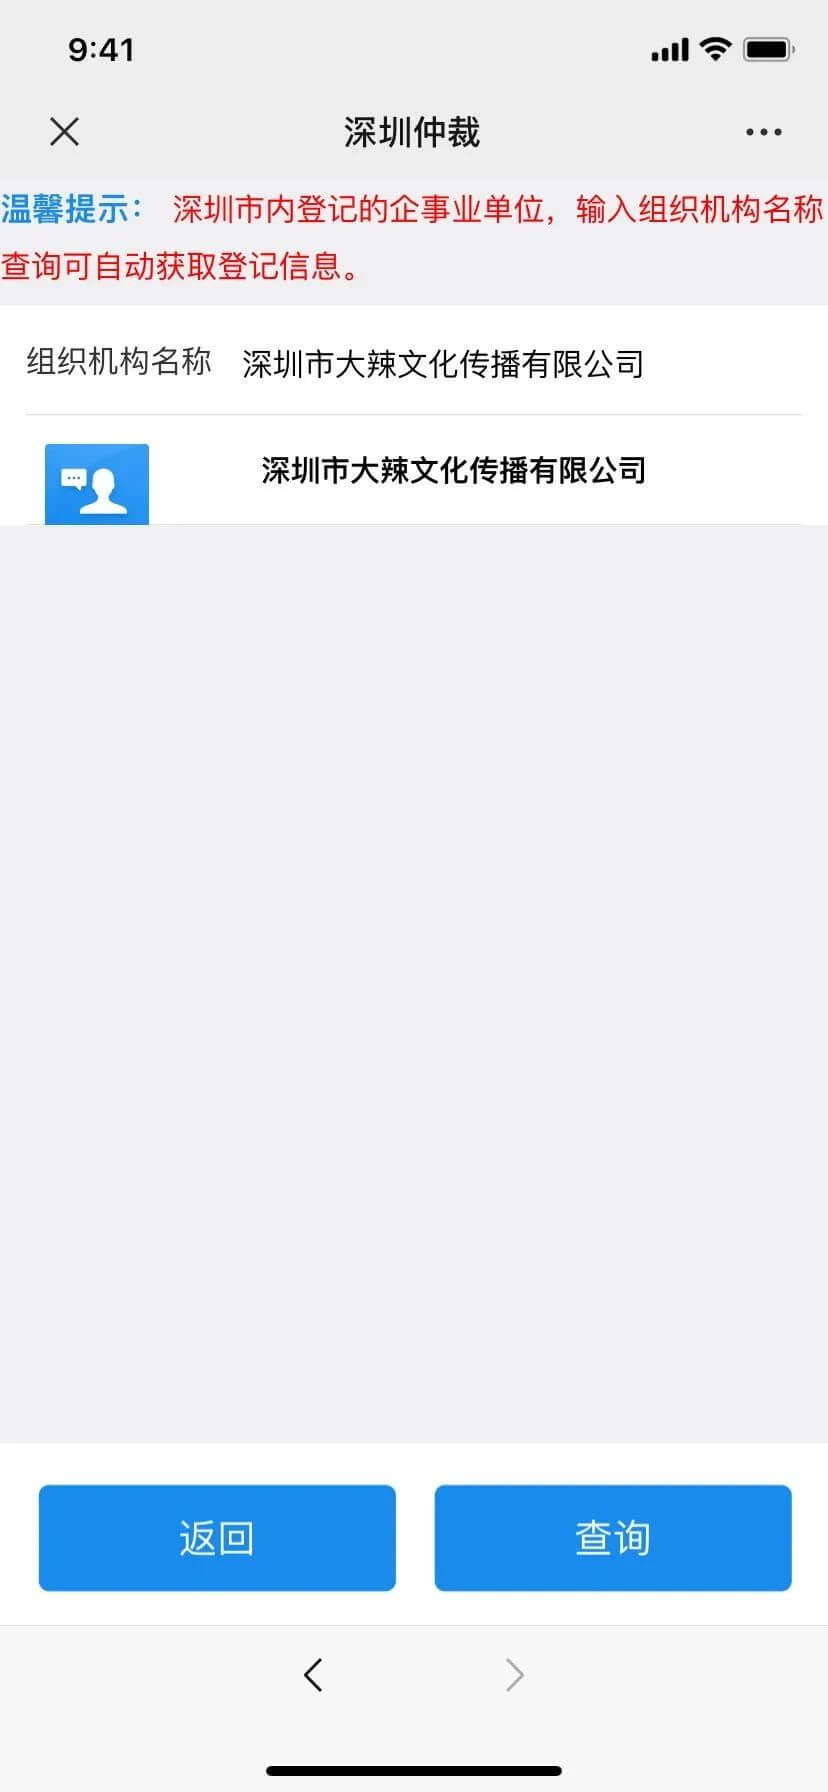 9:41
深圳仲裁
温馨提示： 深圳市内登记的企事业单位，输入组织机构名称
查询可自动获取登记信息。
组织机构名称 深圳市大辣文化传播有限公司
深圳市大辣文化传播有限公司
返回 查询